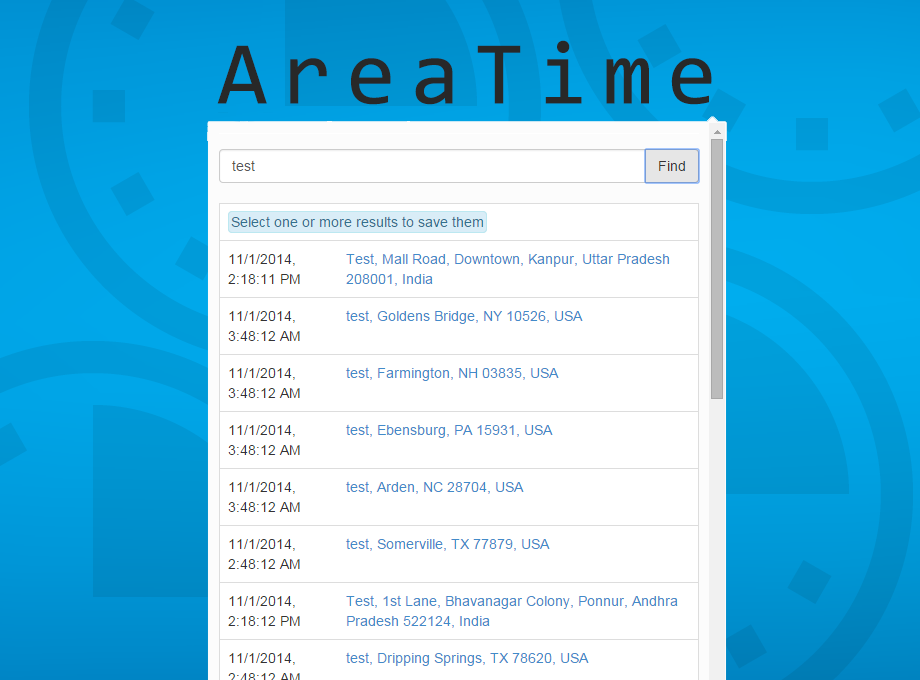 AreaTime
test
Find
Select one or more results to save them
11/1/2014,
2:18:11 PM
Test, Mall Road, Downtown, Kanpur, Uttar Pradesh
208001, India
11/1/2014,
3:48:12 AM
test, Goldens Bridge, NY 10526, USA
11/1/2014,
3:48:12 AM
test, Farmington, NH 03835, USA
11/1/2014,
3:48:12 AM
test, Ebensburg, PA 15931, USA
11/1/2014,
3:48:12 AM
test, Arden, NC 28704, USA
11/1/2014,
2:48:12 AM
test, Somerville, TX 77879, USA
11/1/2014,
2:18:12 PM
Test, 1st Lane, Bhavanagar Colony, Ponnur, Andhra
Pradesh 522124, India
11/1/2014,
2:48:12 AM
test, Dripping Springs, TX 78620, USA